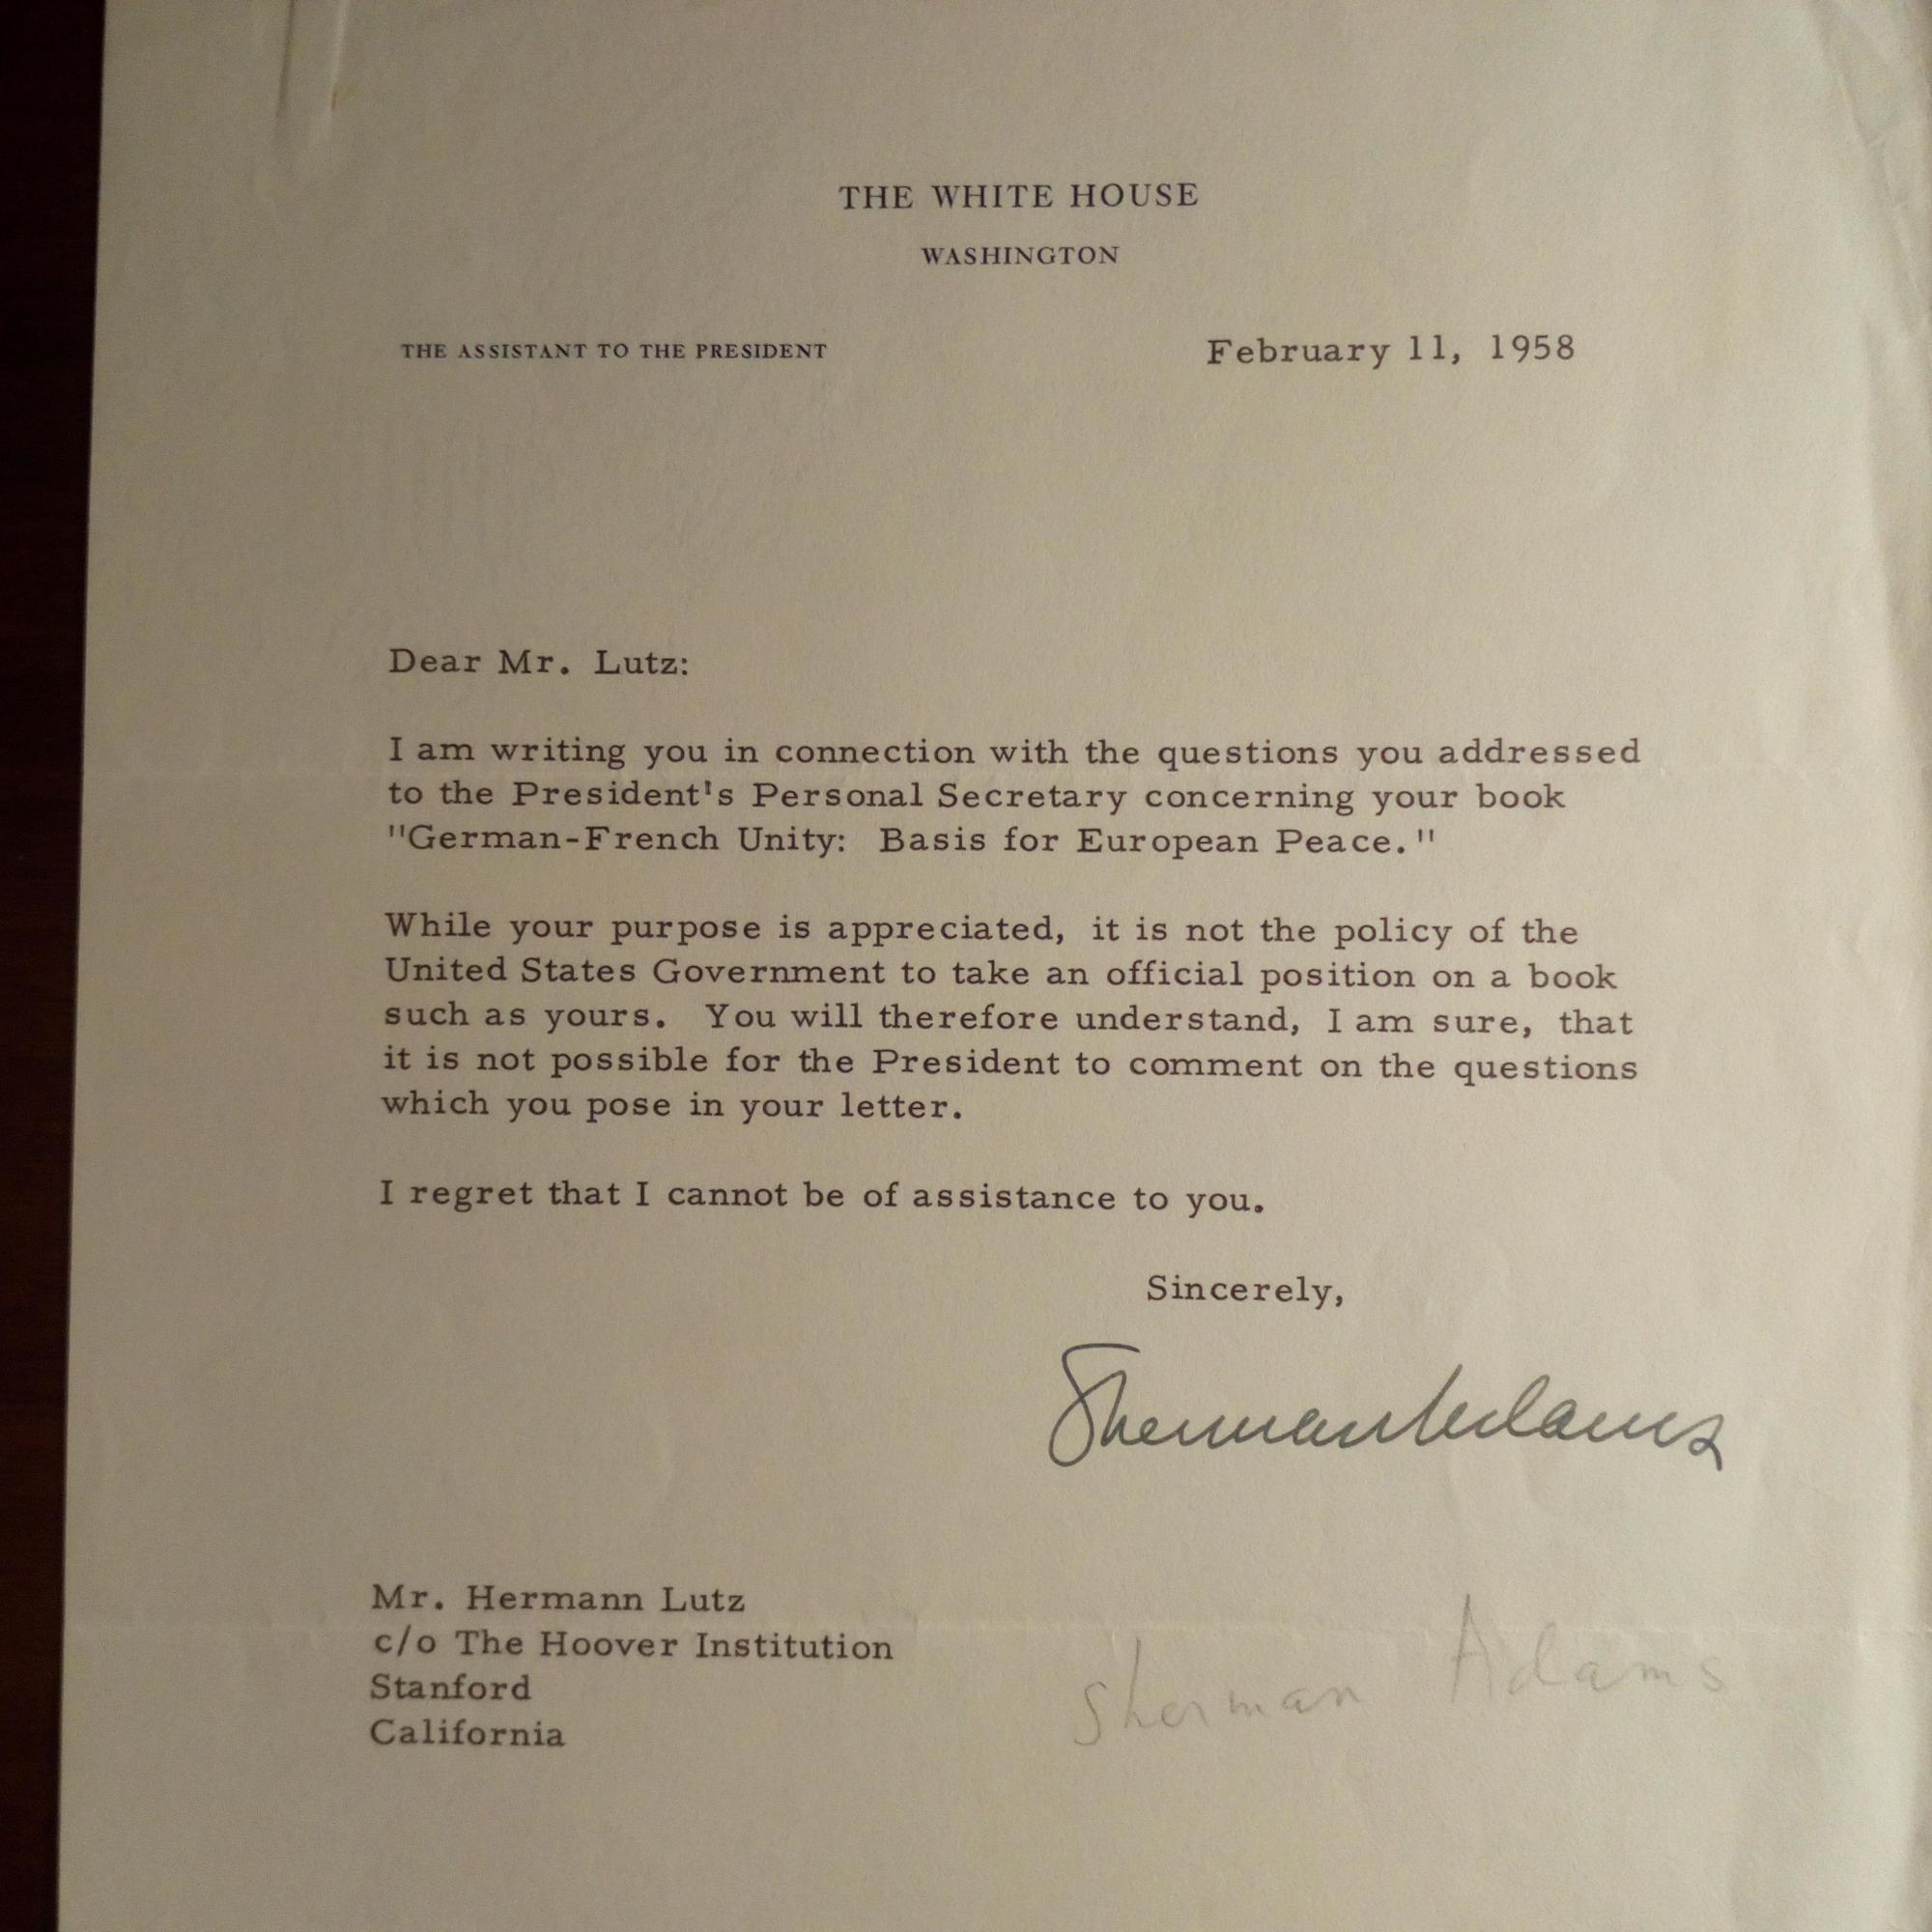 THE WHITE HOUSE
WASHINGTON
THE ASSISTANT TO THE PRESIDENT
February 11, 1958
Dear Mr. Lutz:
I am writing you in connection with the questions you addressed
to the President's Personal Secretary concerning your book
"German-French Unity:  Basis for European Peace."
While your purpose is appreciated, it is not the policy of the
United States Government to take an official position on a book
such as yours.  You will therefore understand, I am sure, that
it is not possible for the President to comment on the questions
which you pose in your letter.
I regret that I cannot be of assistance to you.
Sincerely,
Sherman Adams
Mr. Hermann Lutz
c/o The Hoover Institution
Stanford
California
Sherman Adams